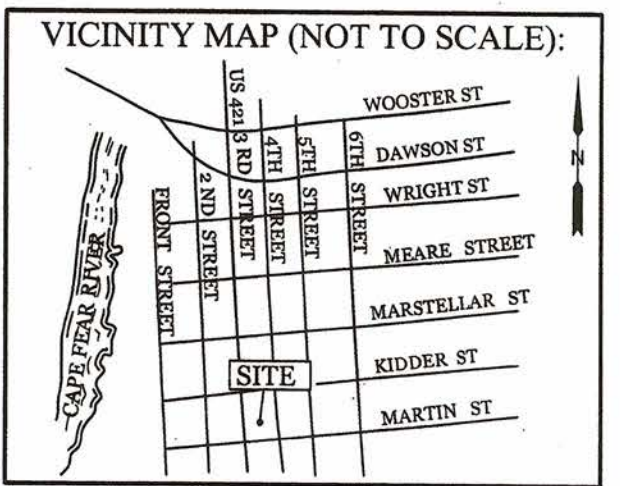 VICINITY MAP (NOT TO SCALE):
WOOSTER ST
DAWSON ST
WRIGHT ST
MEARE STREET
MARSTELLAR ST
KIDDER ST
MARTIN ST
US 421 3 RD STREET
4TH STREET
5TH STREET
6TH STREET
2 ND STREET
FRONT STREET
CAPE FEAR RIVER
SITE
N